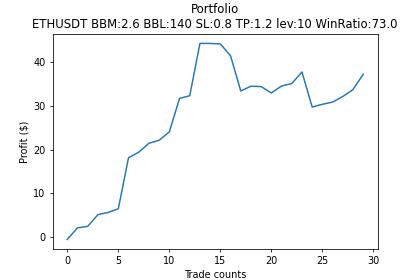 Portfolio
ETHUSDT BBM:2.6 BBL:140 SL:0.8 TP:1.2 lev:10 WinRatio:73.0
40
30
20
10
0
Profit ($)
0 5 10 15 20 25 30
Trade counts